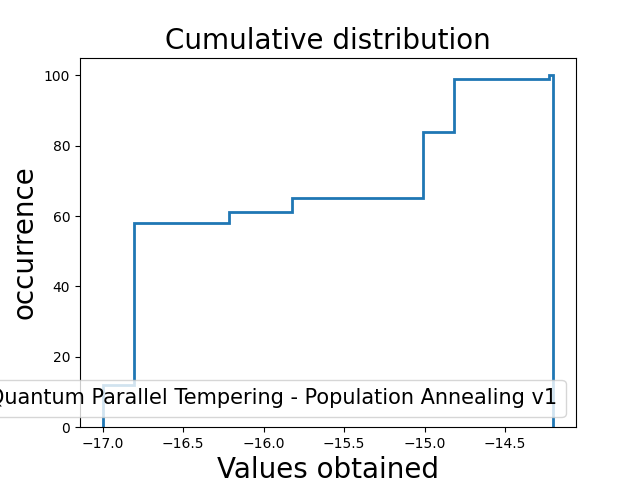 Cumulative distribution
occurrence
100
80
60
40
20
0
Parallel Tempering - Population Annealing v1
−17.0 −16.5 −16.0 −15.5 −15.0 −14.5
Values obtained